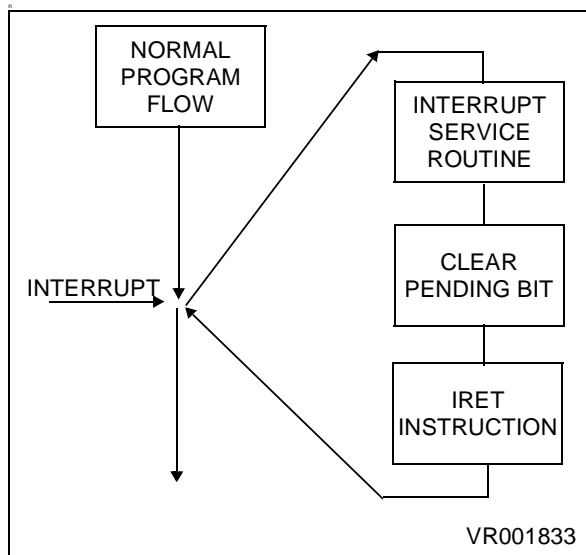 n
NORMAL
PROGRAM
FLOW
INTERRUPT
SERVICE
ROUTINE
INTERRUPT
CLEAR
PENDING BIT
IRET
INSTRUCTION
VR001833